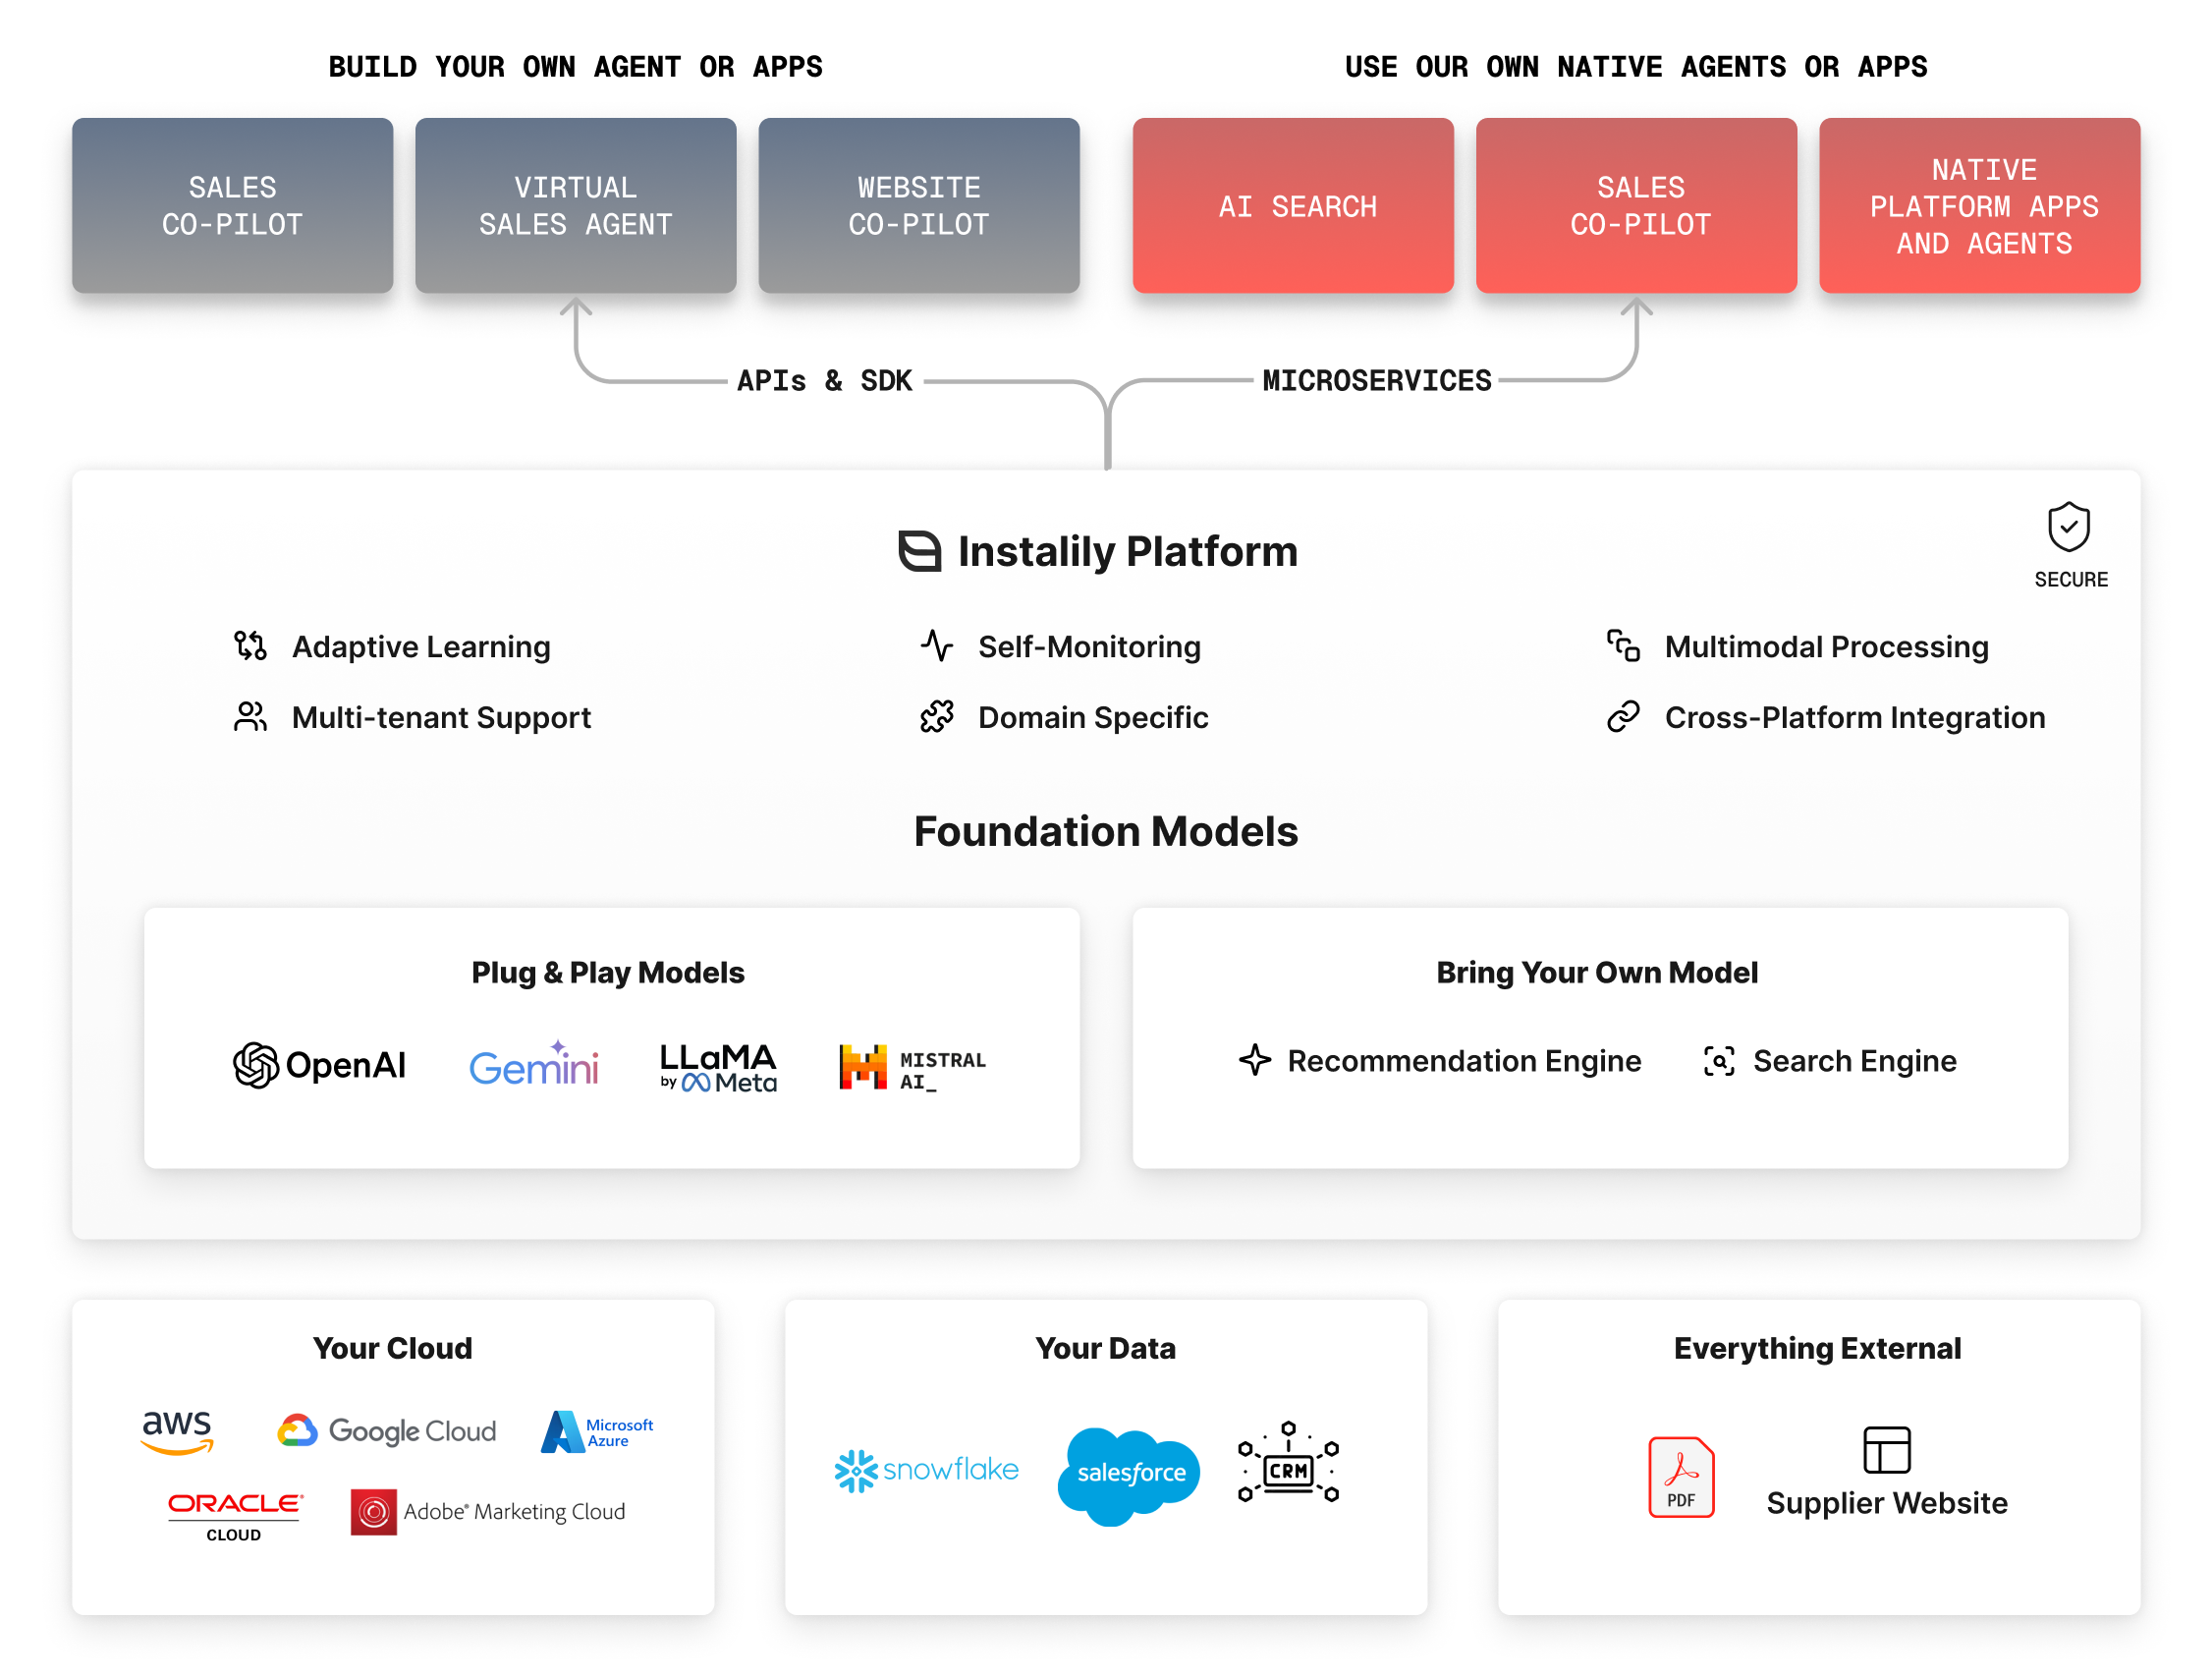 BUILD YOUR OWN AGENT OR APPS
USE OUR OWN NATIVE AGENTS OR APPS
SALES
CO-PILOT
VIRTUAL
SALES AGENT
WEBSITE
CO-PILOT
AI SEARCH
SALES
CO-PILOT
NATIVE
PLATFORM APPS
AND AGENTS
APIs & SDK
MICROSERVICES
Instalily Platform
SECURE
Adaptive Learning
Self-Monitoring
Multimodal Processing
Multi-tenant Support
Domain Specific
Cross-Platform Integration
Foundation Models
Plug & Play Models
OpenAI
Gemini
LLaMA
by Meta
MISTRAL
AI_
Bring Your Own Model
Recommendation Engine
Search Engine
Your Cloud
aws
Google Cloud
Microsoft
Azure
ORACLE®
CLOUD
Adobe® Marketing Cloud
Your Data
snowflake
salesforce
CRM
Everything External
PDF
Supplier Website